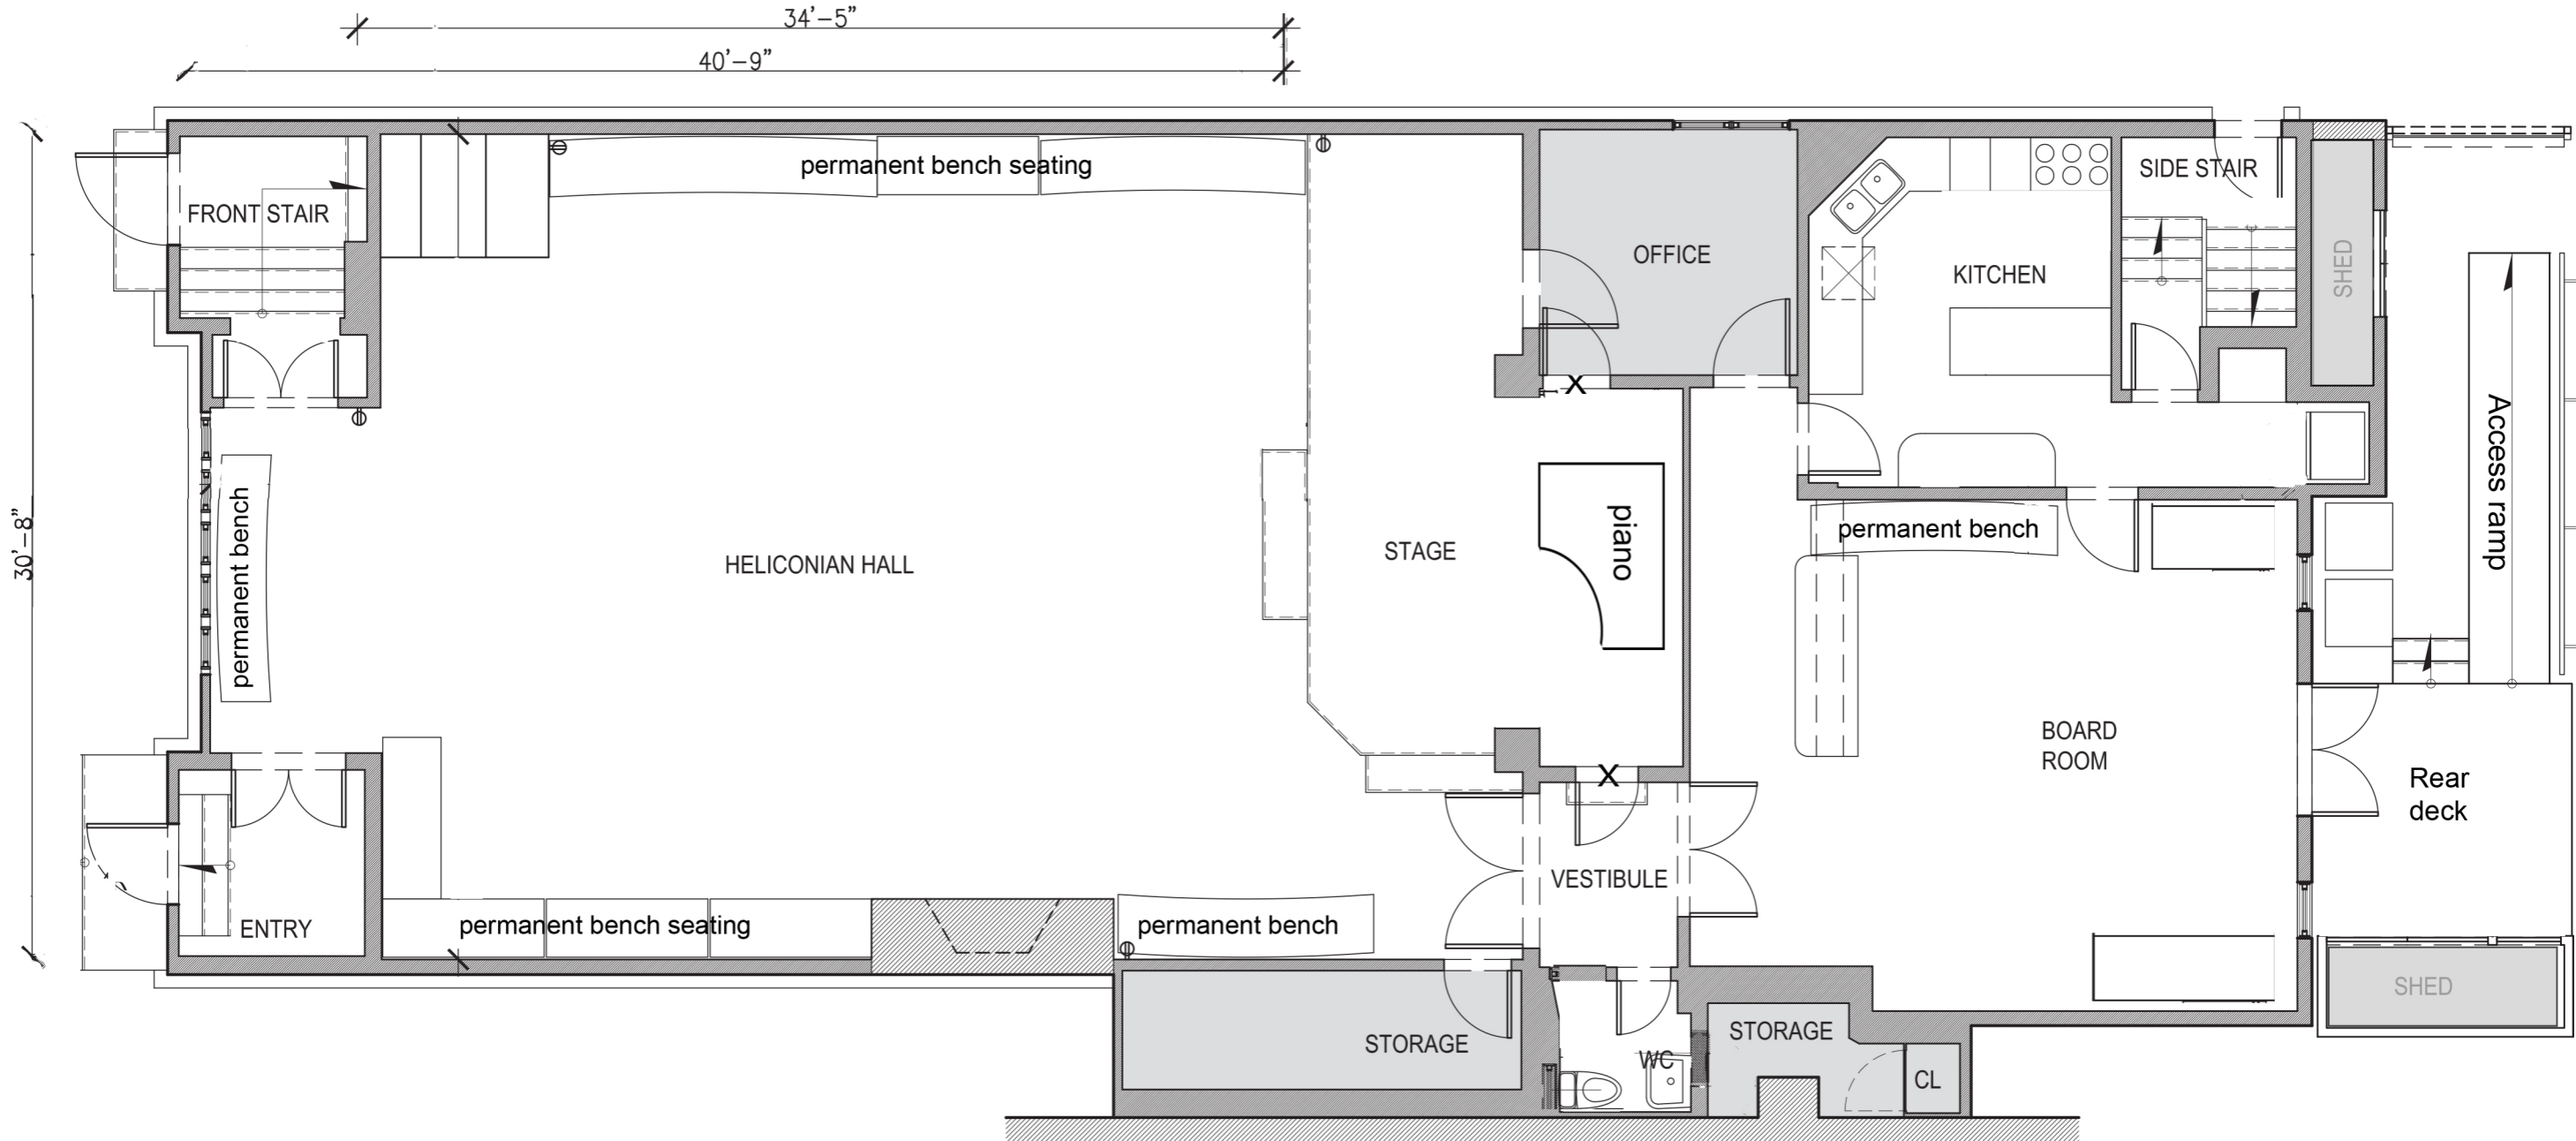 34'-5"
40'-9"
30'-8"
FRONT STAIR
permanent bench seating
OFFICE
KITCHEN
SIDE STAIR
SHED
Access ramp
permanent bench
HELICONIAN HALL
STAGE
piano
X
permanent bench
BOARD
ROOM
X
Rear
deck
ENTRY
permanent bench seating
permanent bench
VESTIBULE
STORAGE
WC
STORAGE
CL
SHED